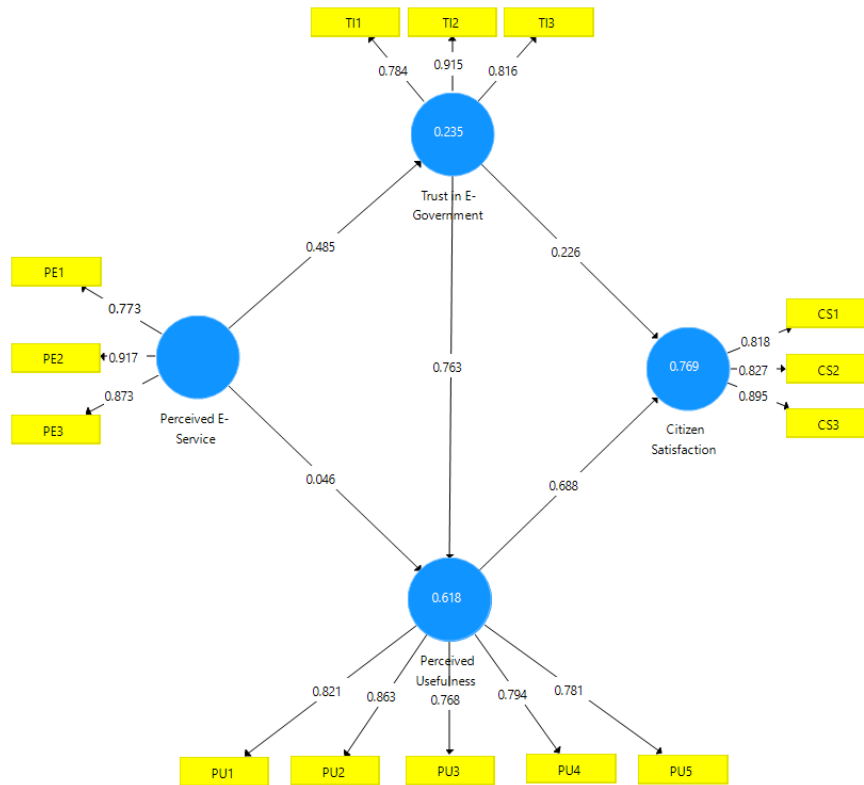 TI1
TI2
TI3
0.784
0.915
0.816
0.235
Trust in E-
Government
0.485
0.226
PE1
PE2
PE3
0.773
0.917
0.873
Perceived E-
Service
0.763
CS1
CS2
CS3
0.818
0.827
0.895
0.769
Citizen
Satisfaction
0.046
0.688
0.618
Perceived
Usefulness
0.821
0.863
0.768
0.794
0.781
PU1
PU2
PU3
PU4
PU5